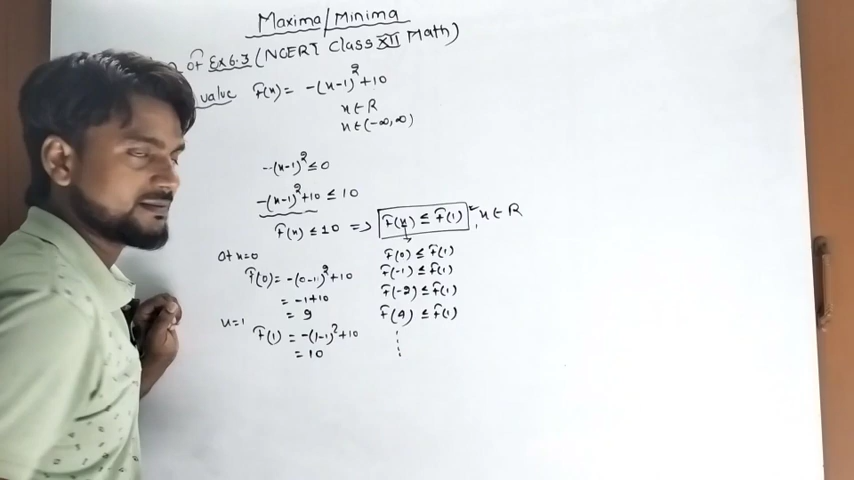 Maxima/Minima
of Ex 6.3 (NCERT Class XII Math)
value f(x) = -(x-1)²+10
x ∈ R
x ∈ (-∞, ∞)
-(x-1)² ≤ 0
-(x-1)²+10 ≤ 10
f(x) ≤ 10 => f(x) ≤ f(1) x ∈ R
At x=0
f(0) = -(0-1)²+10
= -1+10
= 9
x=1
f(1) = -(1-1)²+10
= 10
f(0) ≤ f(1)
f(-1) ≤ f(1)
f(-2) ≤ f(1)
f(4) ≤ f(1)